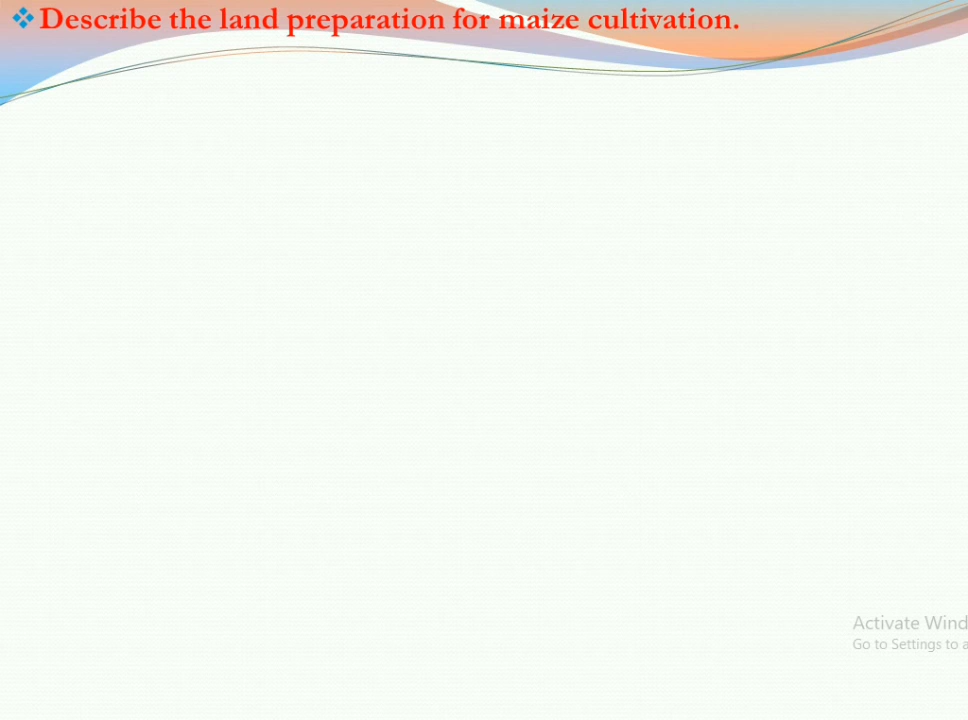 ❖Describe the land preparation for maize cultivation.
Activate Wind
Go to Settings to a